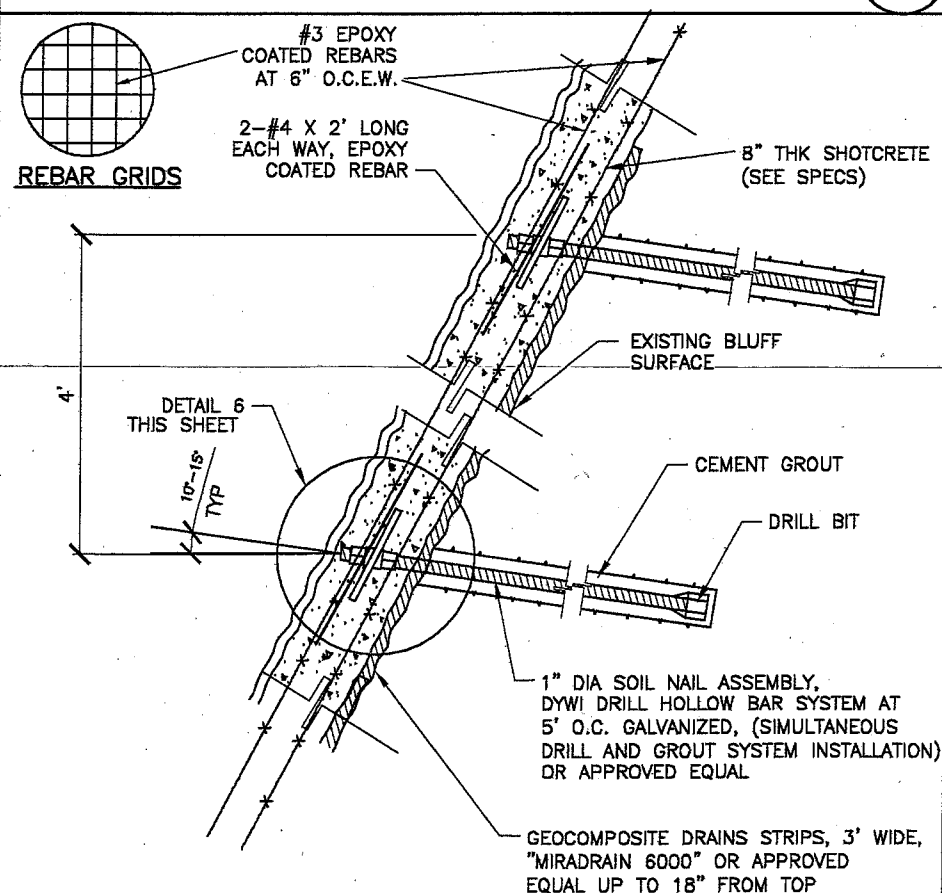 #3 EPOXY
COATED REBARS
AT 6" O.C.E.W.
REBAR GRIDS
2-#4 X 2' LONG
EACH WAY, EPOXY
COATED REBAR
8" THK SHOTCRETE
(SEE SPECS)
4'
EXISTING BLUFF
SURFACE
DETAIL 6
THIS SHEET
10°-15°
TYP
CEMENT GROUT
DRILL BIT
1" DIA SOIL NAIL ASSEMBLY,
DYWI DRILL HOLLOW BAR SYSTEM AT
5' O.C. GALVANIZED, (SIMULTANEOUS
DRILL AND GROUT SYSTEM INSTALLATION)
OR APPROVED EQUAL
GEOCOMPOSITE DRAINS STRIPS, 3' WIDE,
"MIRADRAIN 6000" OR APPROVED
EQUAL UP TO 18" FROM TOP